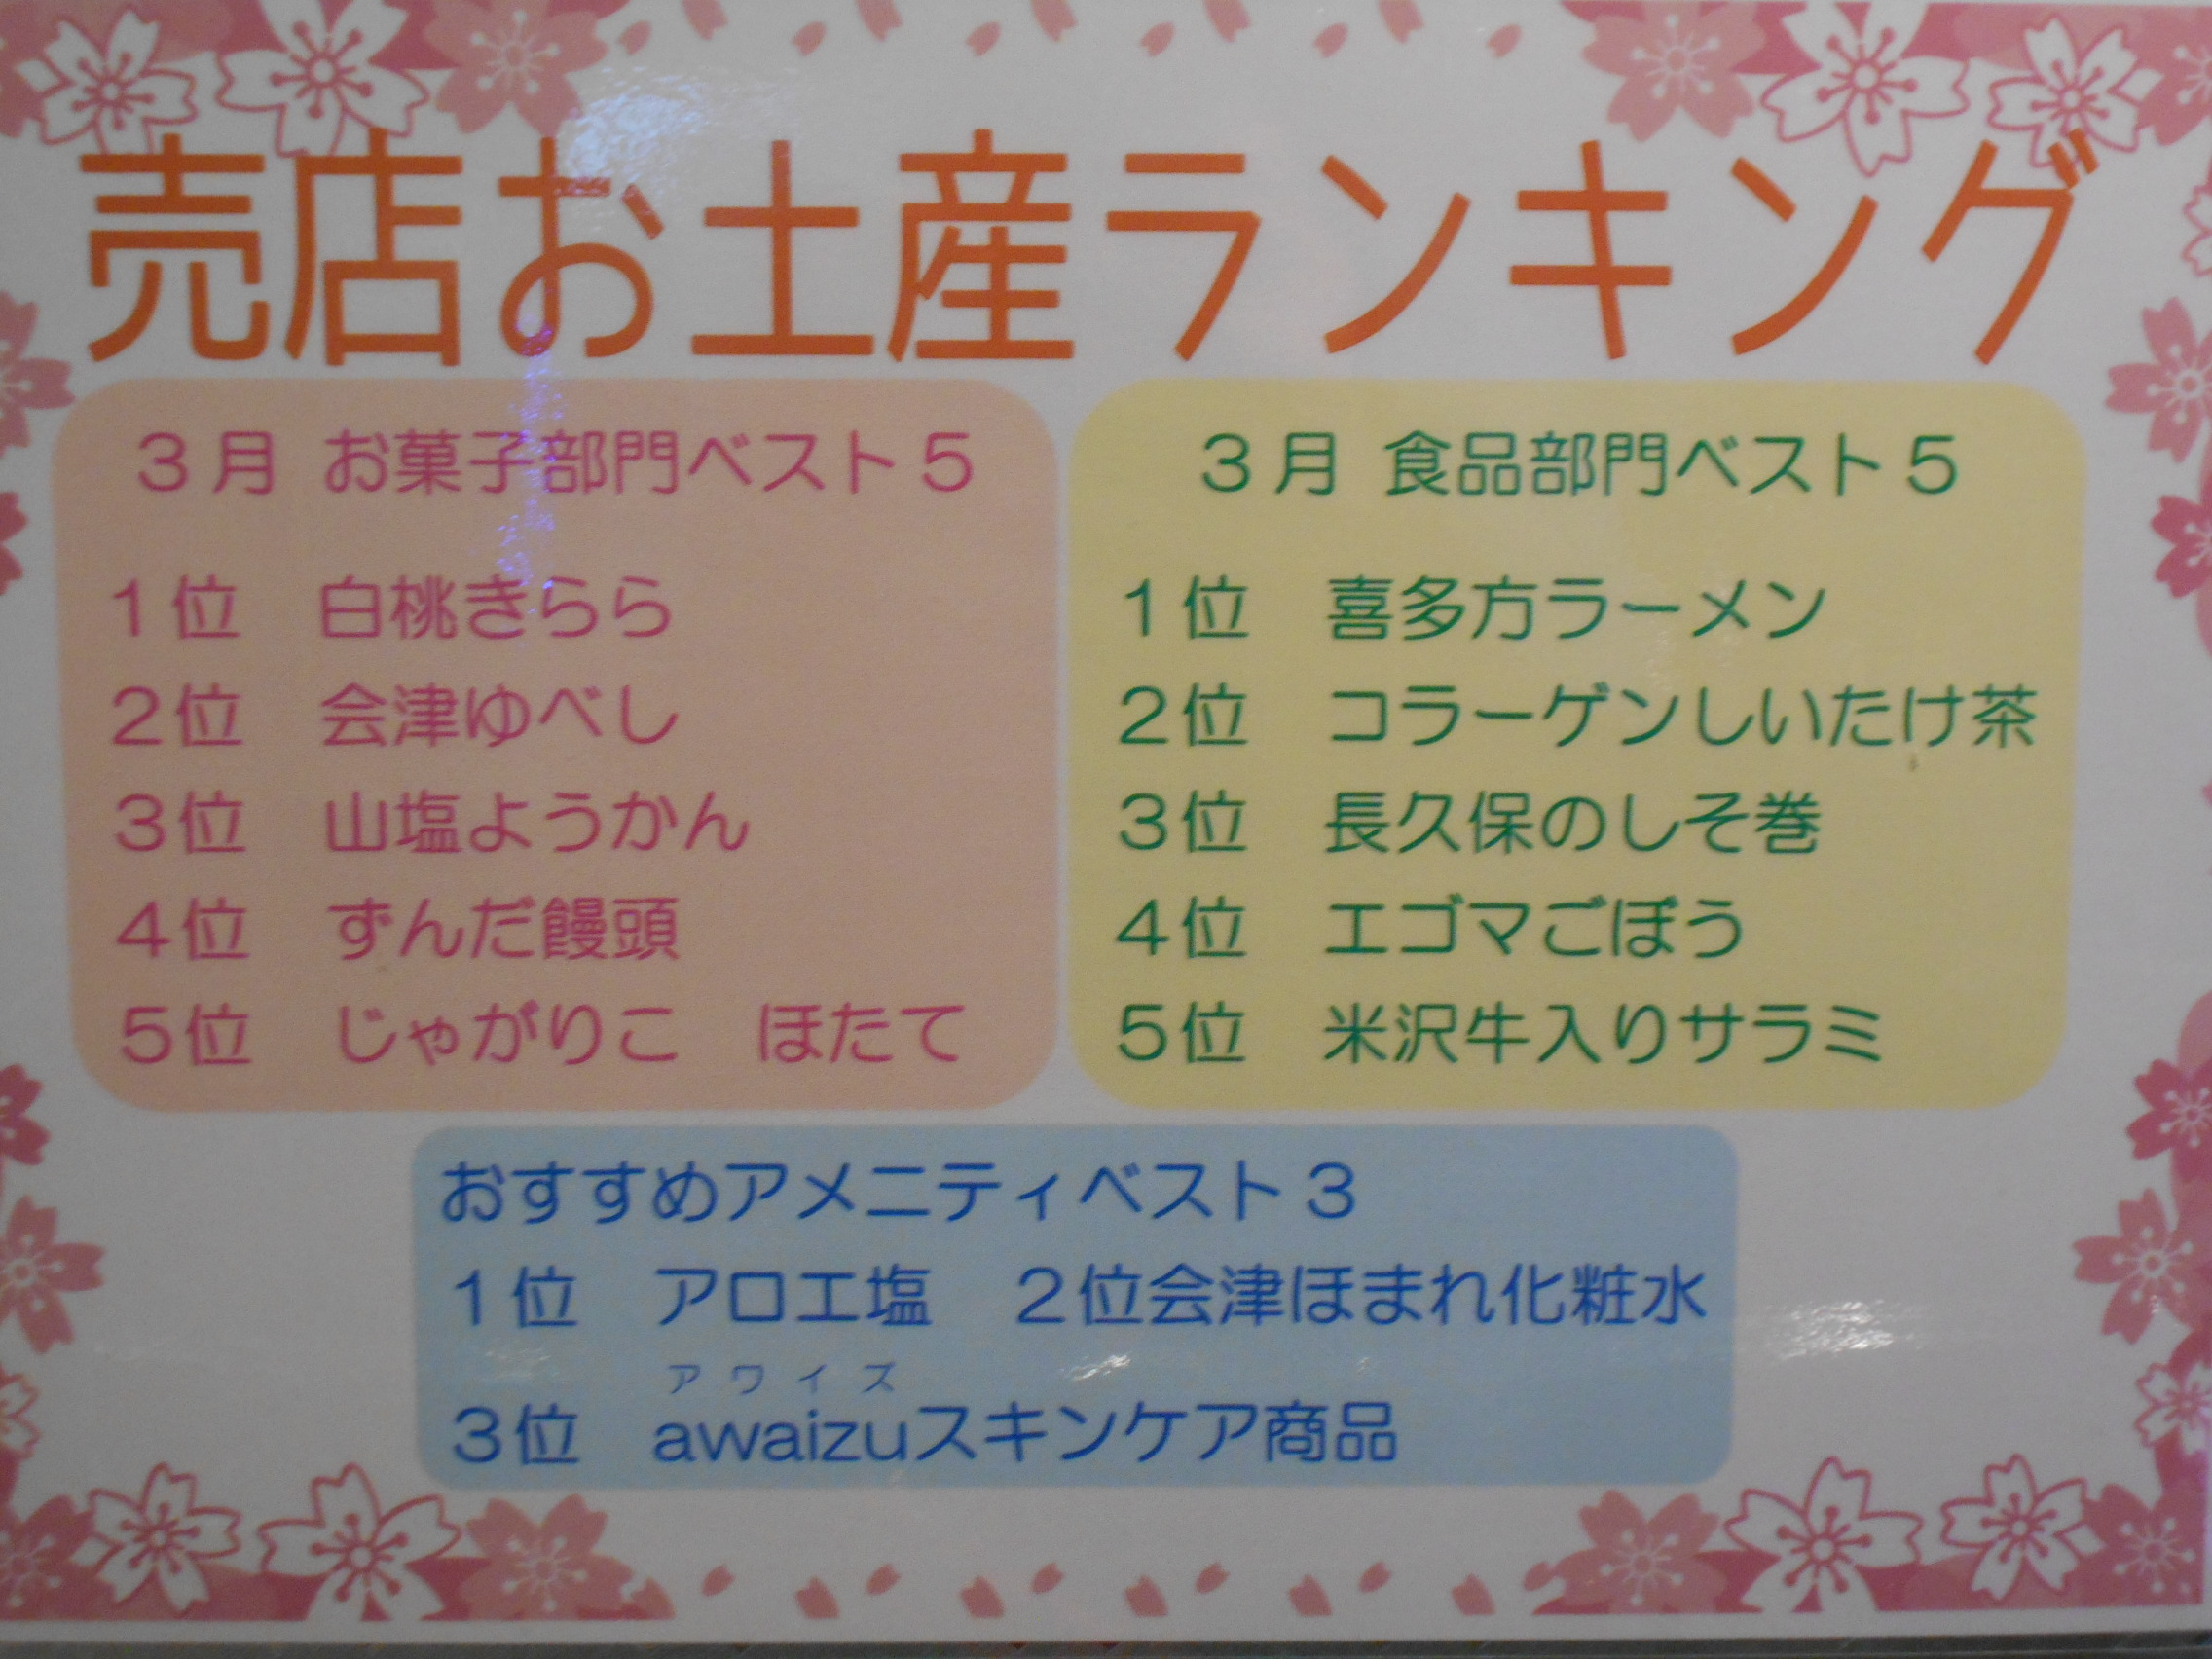 売店お土産ランキング
3月 お菓子部門ベスト5
1位 白桃きらら
2位 会津ゆべし
3位 山塩ようかん
4位 ずんだ饅頭
5位 じゃがりこ ほたて
3月 食品部門ベスト5
1位 喜多方ラーメン
2位 コラーゲンしいたけ茶
3位 長久保のしそ巻
4位 エゴマごぼう
5位 米沢牛入りサラミ
おすすめアメニティベスト3
1位 アロエ塩 2位会津ほまれ化粧水
アワイズ
3位 awaizuスキンケア商品